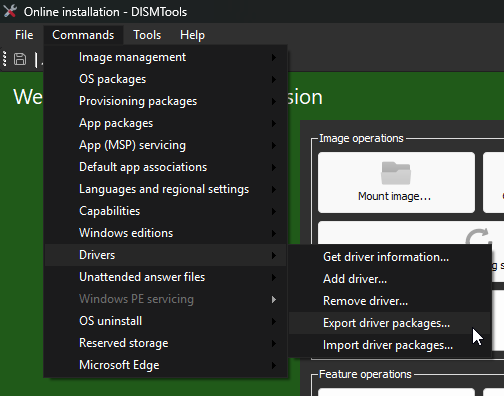 Online installation - DISMTools
File Commands Tools Help
We
sion
Image management
OS packages
Provisioning packages
App packages
App (MSP) servicing
Default app associations
Languages and regional settings
Capabilities
Windows editions
Drivers
Unattended answer files
Windows PE servicing
OS uninstall
Reserved storage
Microsoft Edge
Image operations
Mount image...
Get driver information...
Add driver...
Remove driver...
Export driver packages...
Import driver packages...
Feature operations